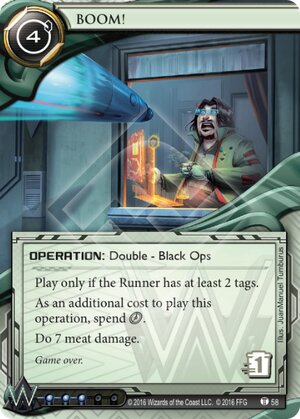 4
BOOM!
OPERATION: Double - Black Ops
Play only if the Runner has at least 2 tags.
As an additional cost to play this
operation, spend .
Do 7 meat damage.
Game over.
1
Illus. JuanManuel Tumburus
© 2016 Wizards of the Coast LLC. © 2016 FFG
58